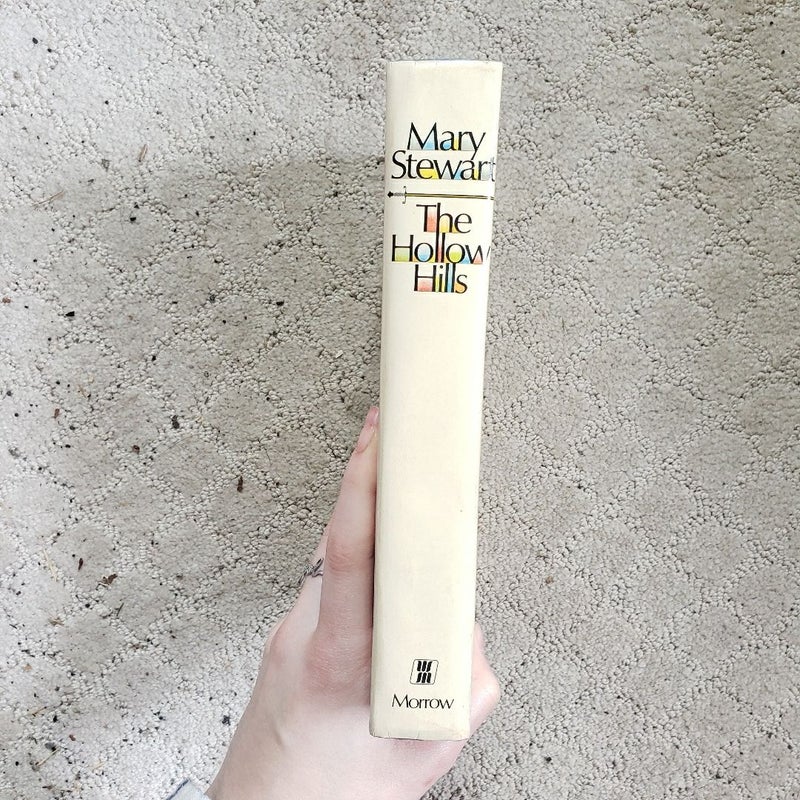 Mary
Stewart
The
Hollow
Hills
Morrow